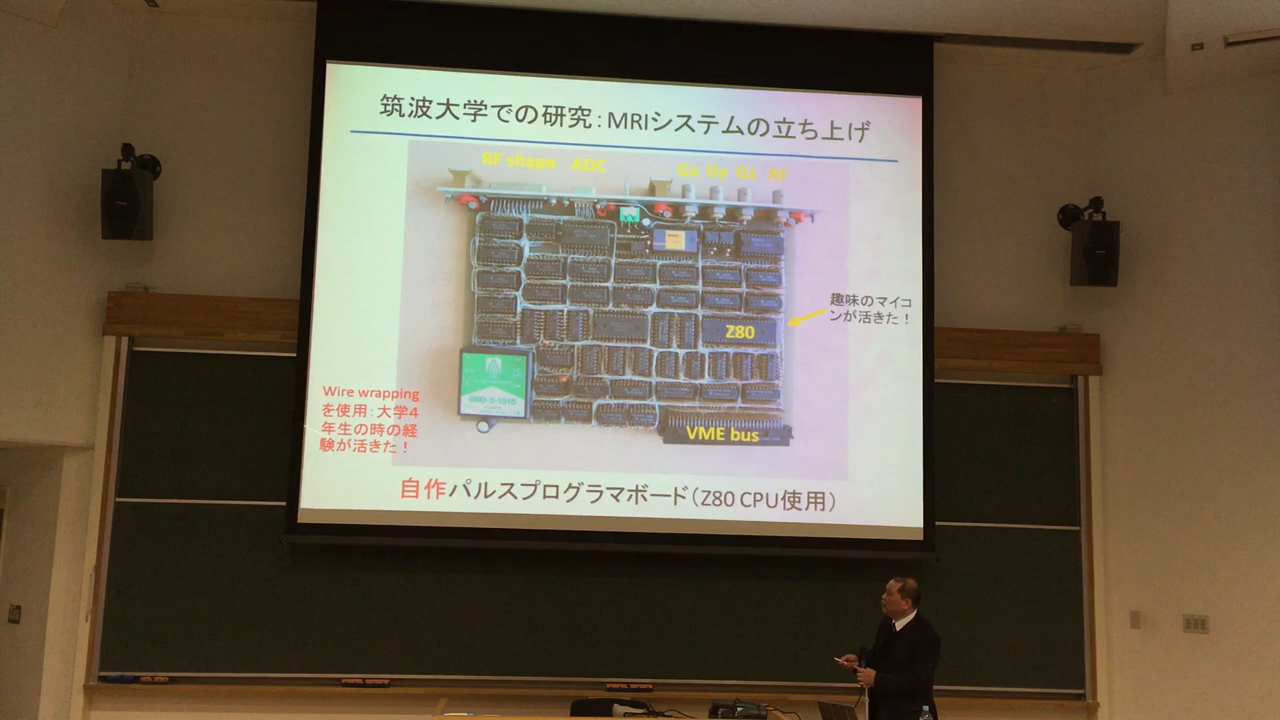 筑波大学での研究：MRIシステムの立ち上げ
RF shape ADC Gx Gy Gz RF
趣味のマイコ
ンが活きた！
Z80
Wire wrapping
を使用：大学4
年生の時の経
験が活きた！
VME bus
自作パルスプログラマボード（Z80 CPU使用）